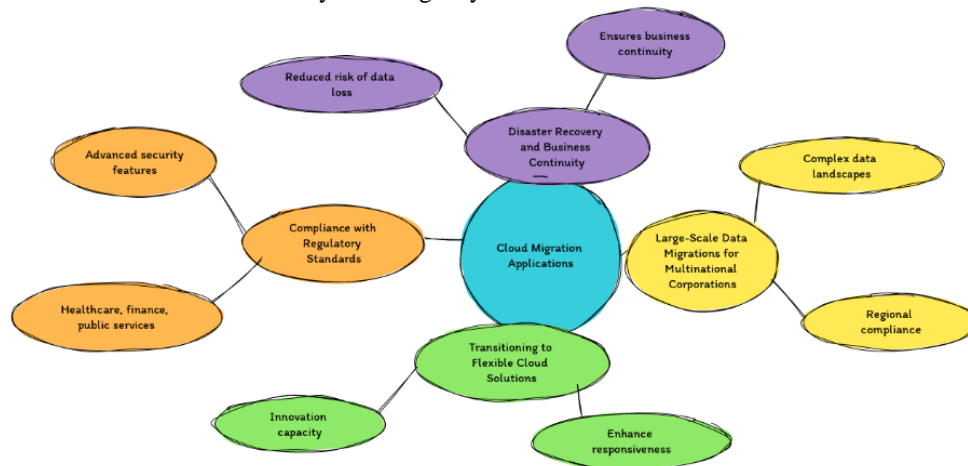 Ensures business
continuity
Reduced risk of data
loss
Disaster Recovery
and Business
Continuity
Advanced security
features
Complex data
landscapes
Compliance with
Regulatory
Standards
Cloud Migration
Applications
Large-Scale Data
Migrations for
Multinational
Corporations
Healthcare, finance,
public services
Regional
compliance
Transitioning to
Flexible Cloud
Solutions
Innovation
capacity
Enhance
responsiveness